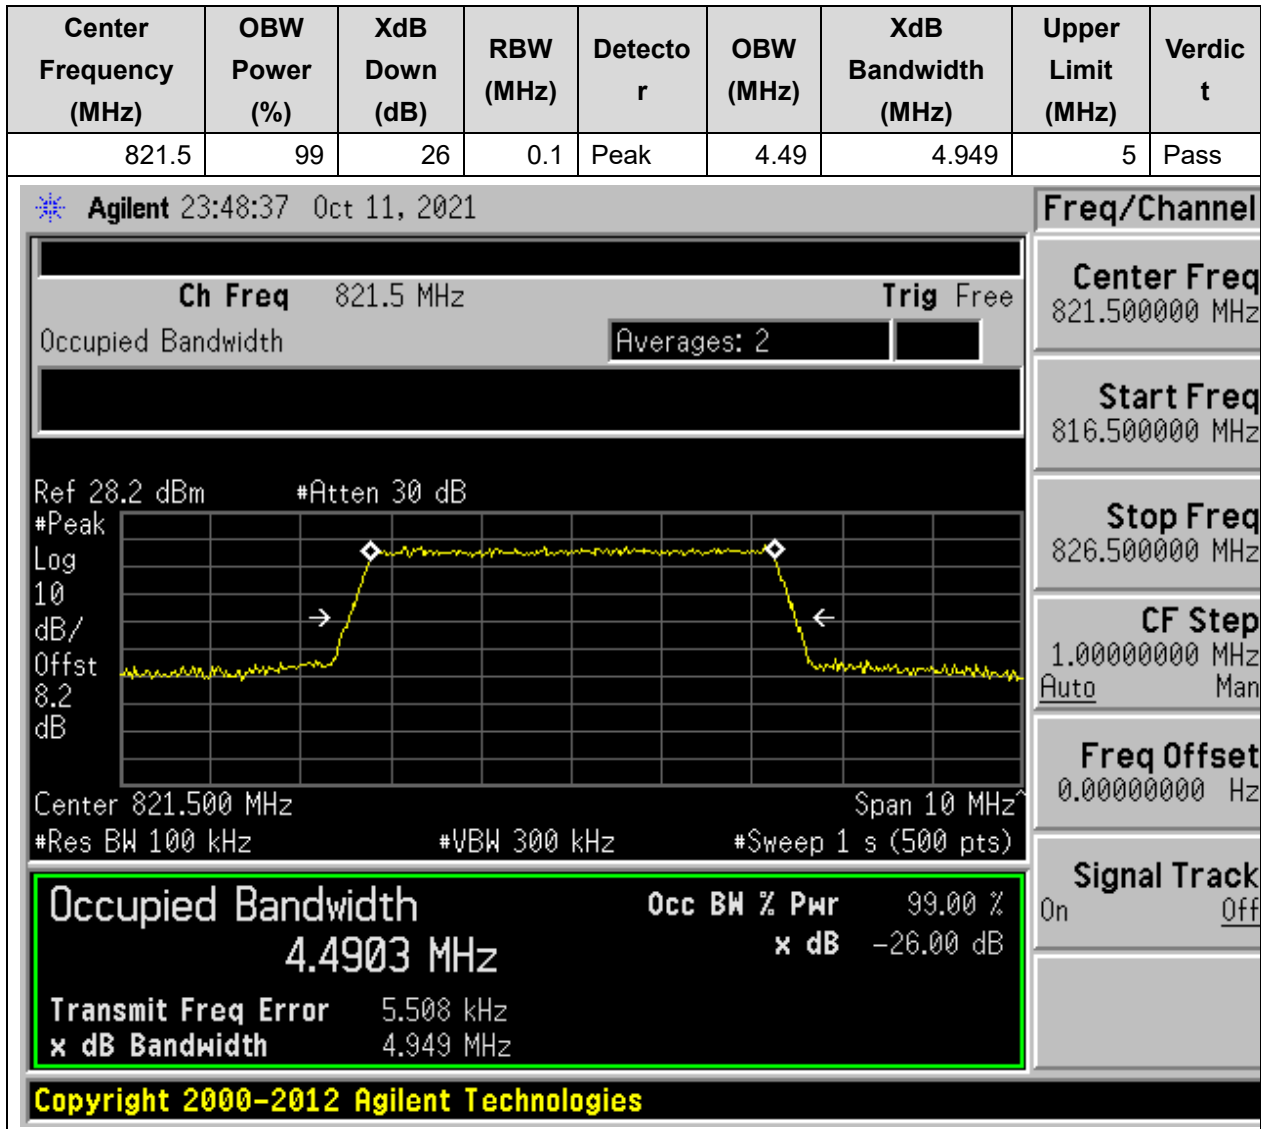 Center Frequency (MHz) OBW Power (%) XdB Down (dB) RBW (MHz) Detector OBW (MHz) XdB Bandwidth (MHz) Upper Limit (MHz) Verdict
821.5 99 26 0.1 Peak 4.49 4.949 5 Pass
Agilent 23:48:37 Oct 11, 2021
Freq/Channel
Ch Freq 821.5 MHz Trig Free
Occupied Bandwidth Averages: 2
Center Freq
821.500000 MHz
Start Freq
816.500000 MHz
Stop Freq
826.500000 MHz
CF Step
1.00000000 MHz
Auto Man
Freq Offset
0.00000000 Hz
Signal Track
On Off
Ref 28.2 dBm #Atten 30 dB
#Peak
Log
10
dB/
Offst
8.2
dB
Center 821.500 MHz Span 10 MHz^
#Res BW 100 kHz #VBW 300 kHz #Sweep 1 s (500 pts)
Occupied Bandwidth Occ BW % Pwr 99.00 %
4.4903 MHz x dB -26.00 dB
Transmit Freq Error 5.508 kHz
x dB Bandwidth 4.949 MHz
Copyright 2000-2012 Agilent Technologies